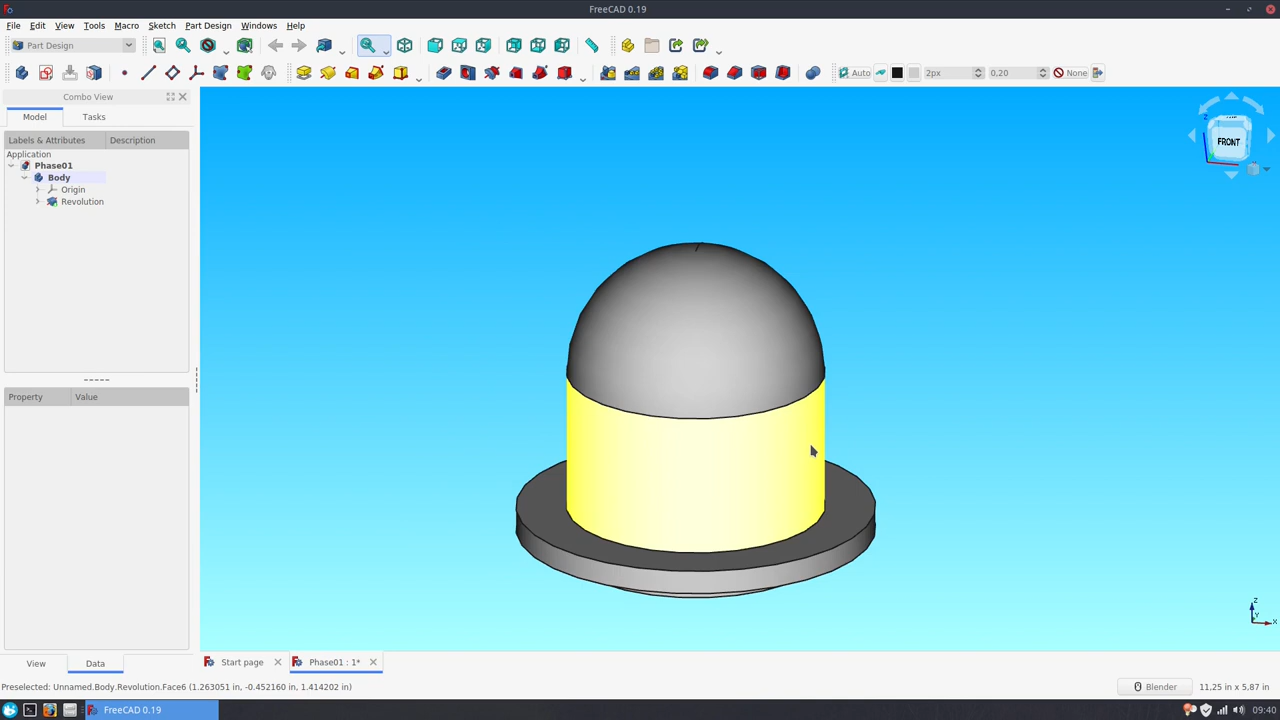 FreeCAD 0.19
File Edit View Tools Macro Sketch Part Design Windows Help
Part Design
Auto 2px 0,20 None
Combo View
Model Tasks
Labels & Attributes Description
Application
Phase01
Body
Origin
Revolution
Property Value
FRONT
Z
X
Y
View Data
Start page Phase01 : 1*
Preselected: Unnamed.Body.Revolution.Face6 (1.263051 in, -0.452160 in, 1.414202 in) Blender 11.25 in x 5,87 in
FreeCAD 0.19 09:40